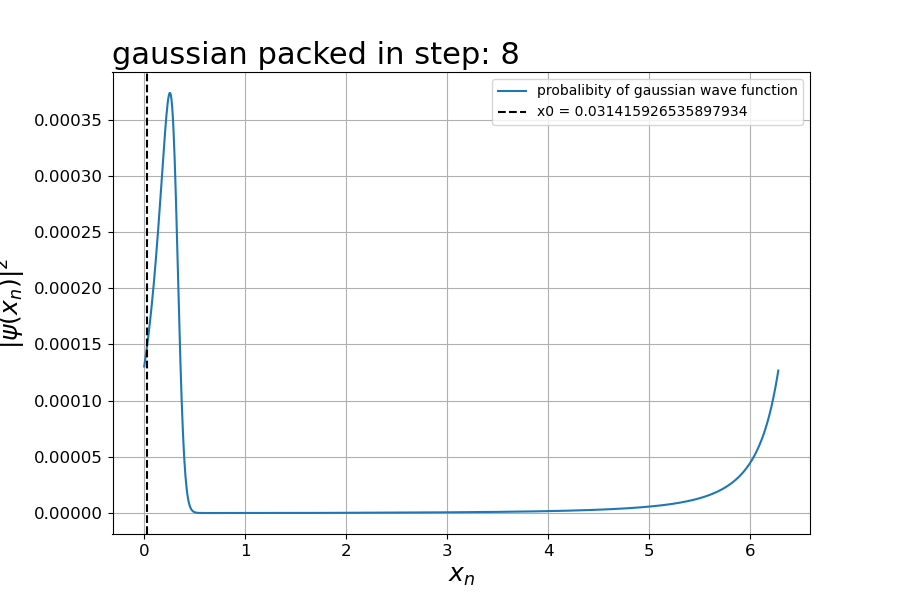 gaussian packed in step: 8
probalibity of gaussian wave function
x0 = 0.031415926535897934
0.00035
0.00030
0.00025
0.00020
0.00015
0.00010
0.00005
0.00000
|ψ(xₙ)|²
0 1 2 3 4 5 6
xₙ